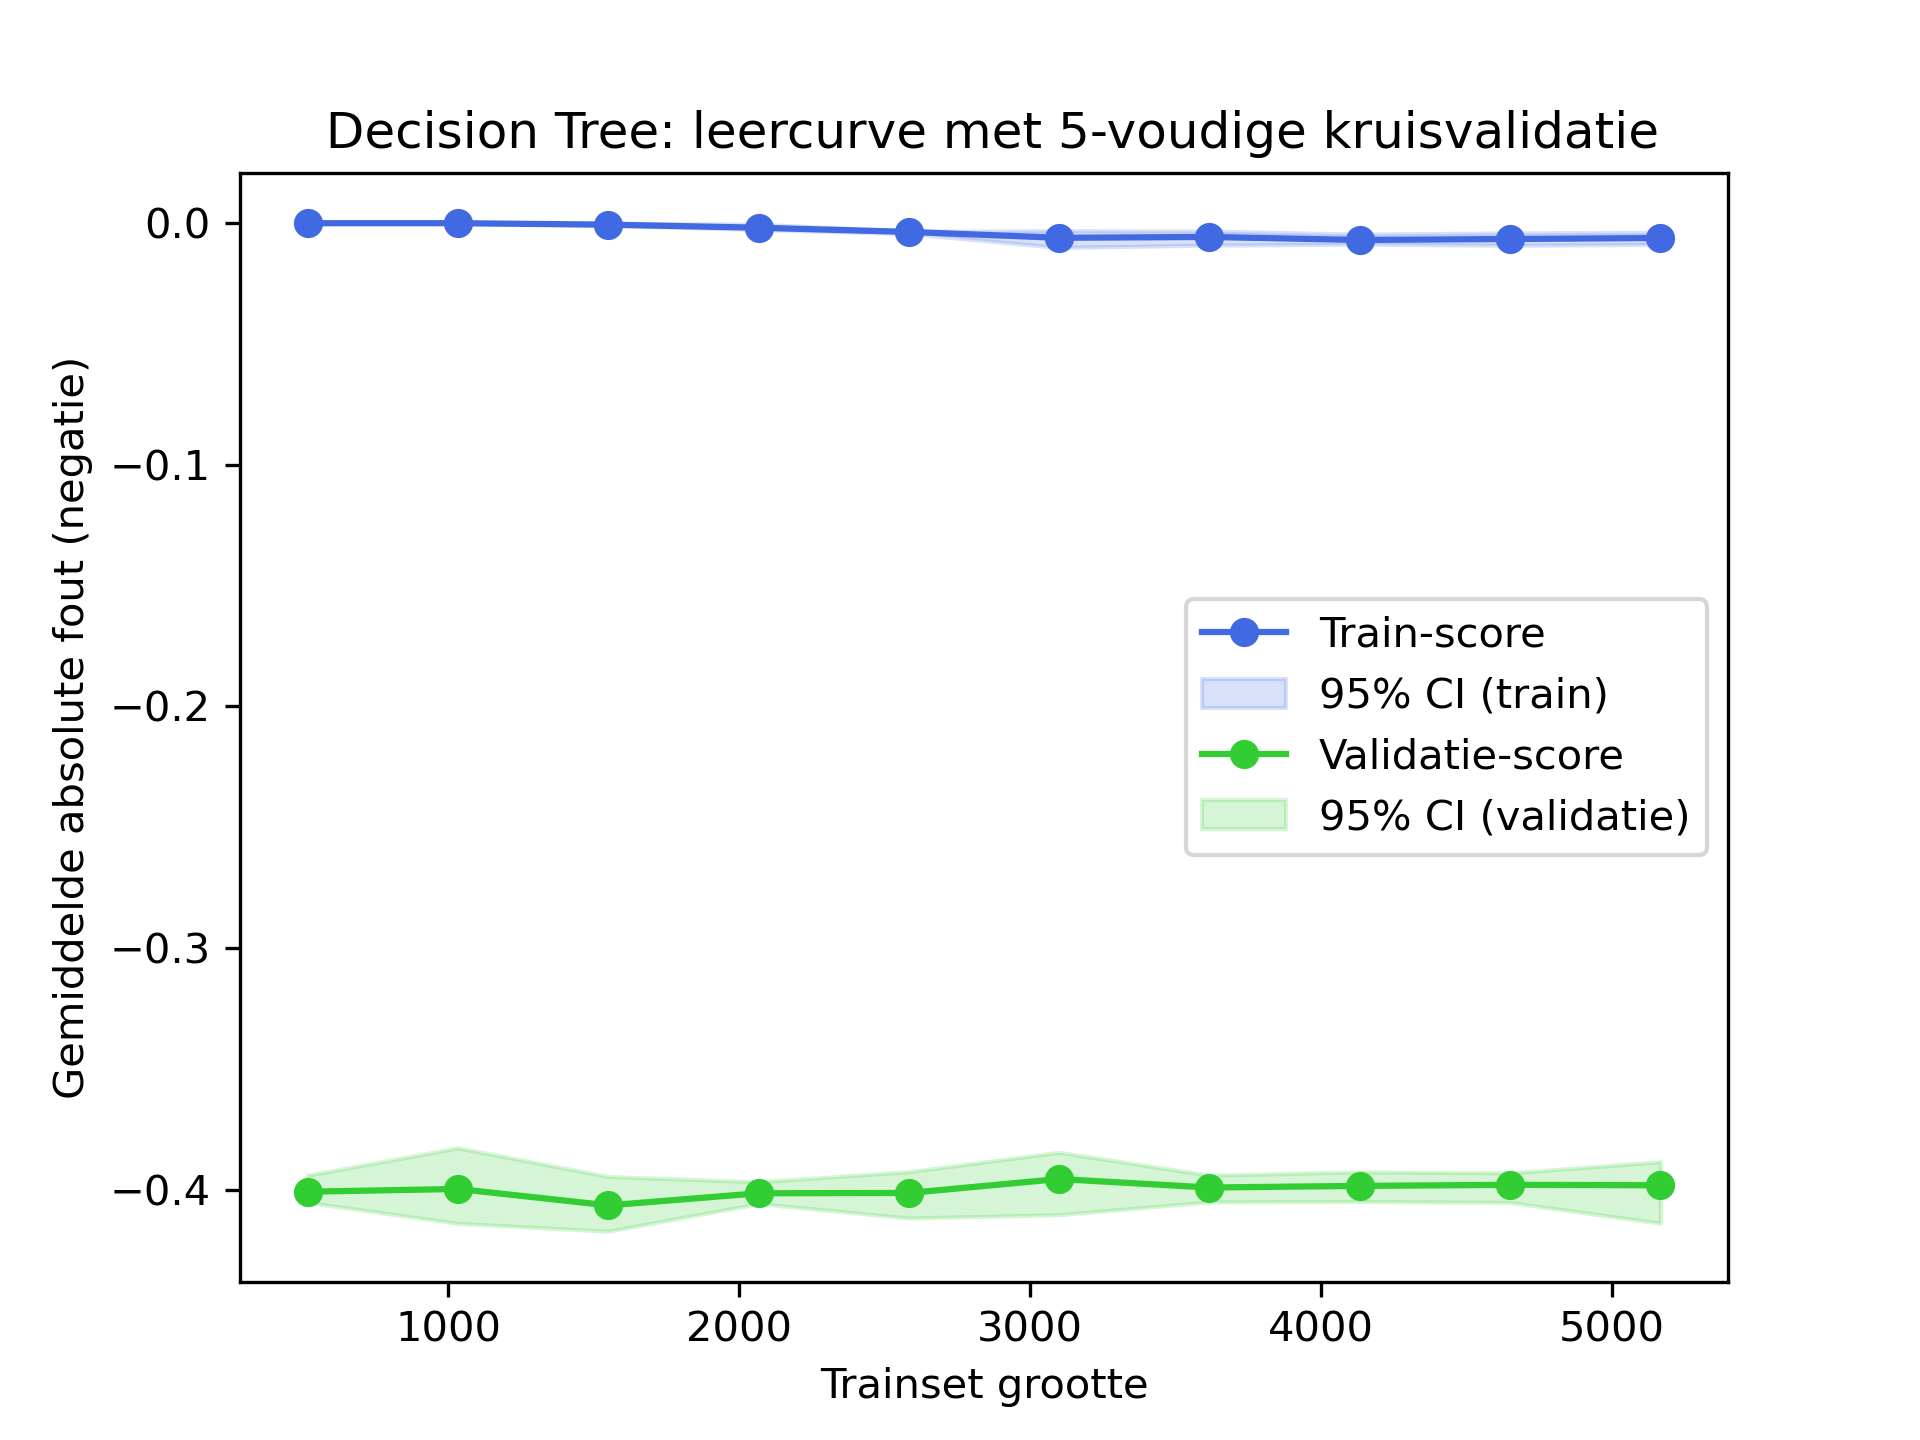 Decision Tree: leercurve met 5-voudige kruisvalidatie
Gemiddelde absolute fout (negatie)
0.0
−0.1
−0.2
−0.3
−0.4
Train-score
95% CI (train)
Validatie-score
95% CI (validatie)
1000 2000 3000 4000 5000
Trainset grootte